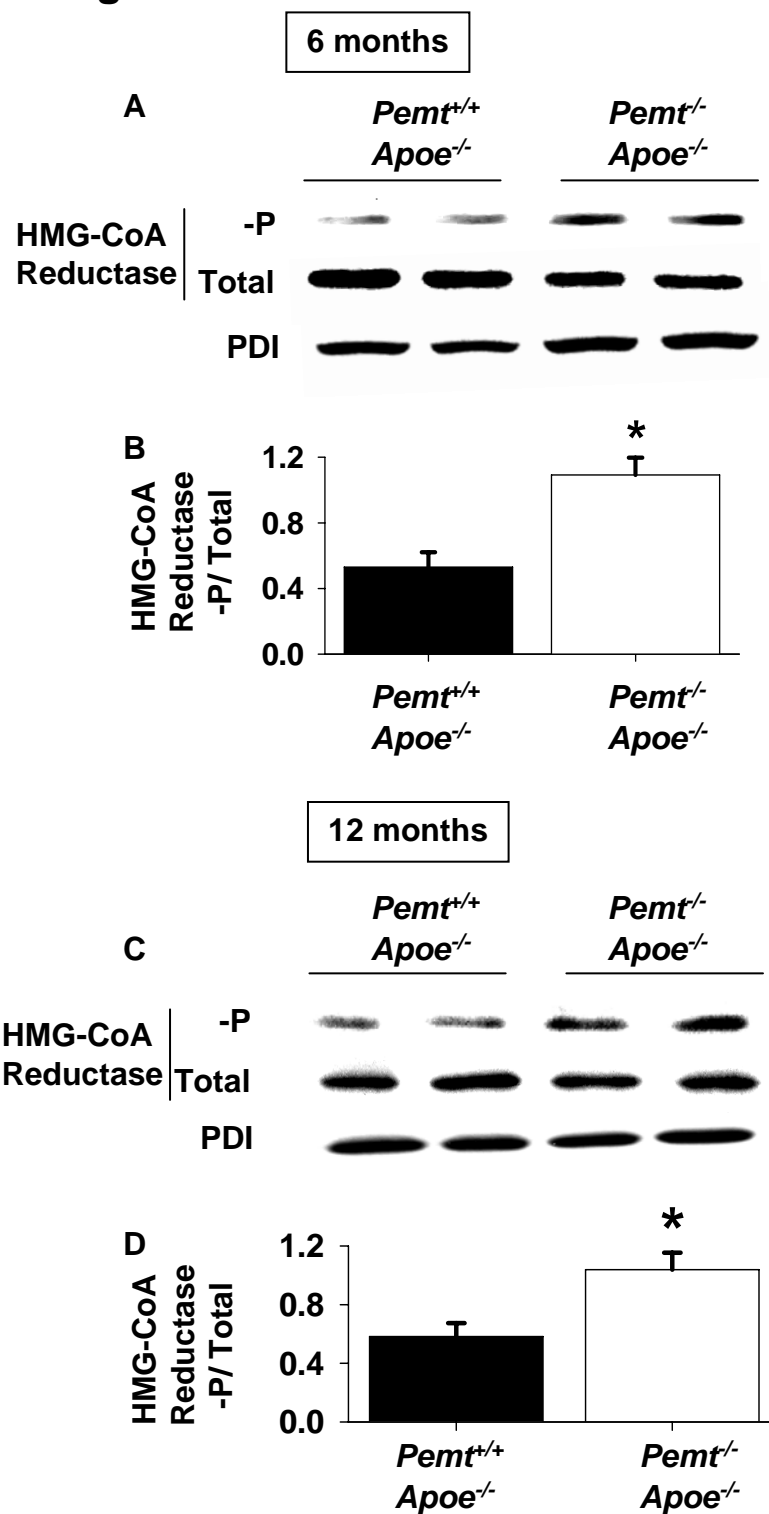 6 months
A
Pemt+/+ Pemt-/-
Apoe-/- Apoe-/-
HMG-CoA
Reductase
-P
Total
PDI
B
*
HMG-CoA
Reductase
-P/ Total
1.2
0.8
0.4
0.0
Pemt+/+ Pemt-/-
Apoe-/- Apoe-/-
12 months
Pemt+/+ Pemt-/-
C
Apoe-/- Apoe-/-
HMG-CoA
Reductase
-P
Total
PDI
D
*
HMG-CoA
Reductase
-P/ Total
1.2
0.8
0.4
0.0
Pemt+/+ Pemt-/-
Apoe-/- Apoe-/-